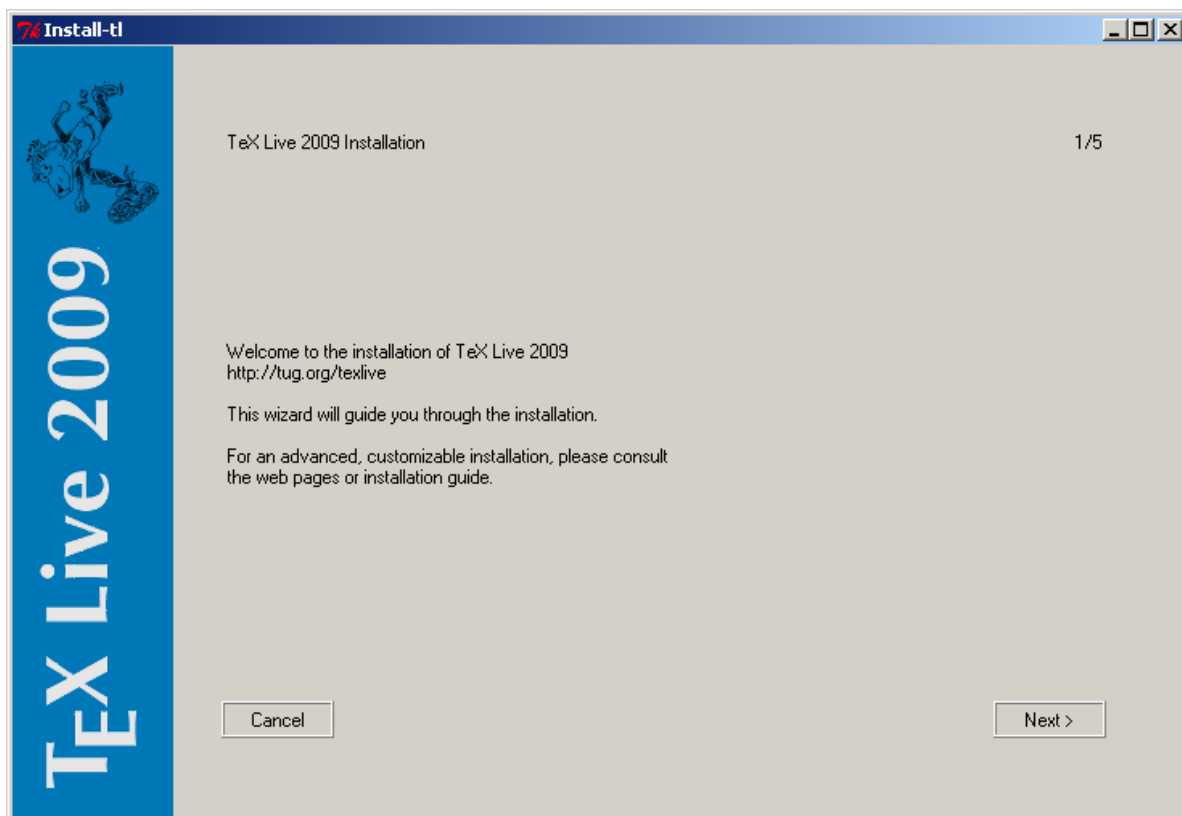 Install-tl
TeX Live 2009
TeX Live 2009 Installation
1/5
Welcome to the installation of TeX Live 2009
http://tug.org/texlive
This wizard will guide you through the installation.
For an advanced, customizable installation, please consult
the web pages or installation guide.
Cancel
Next >